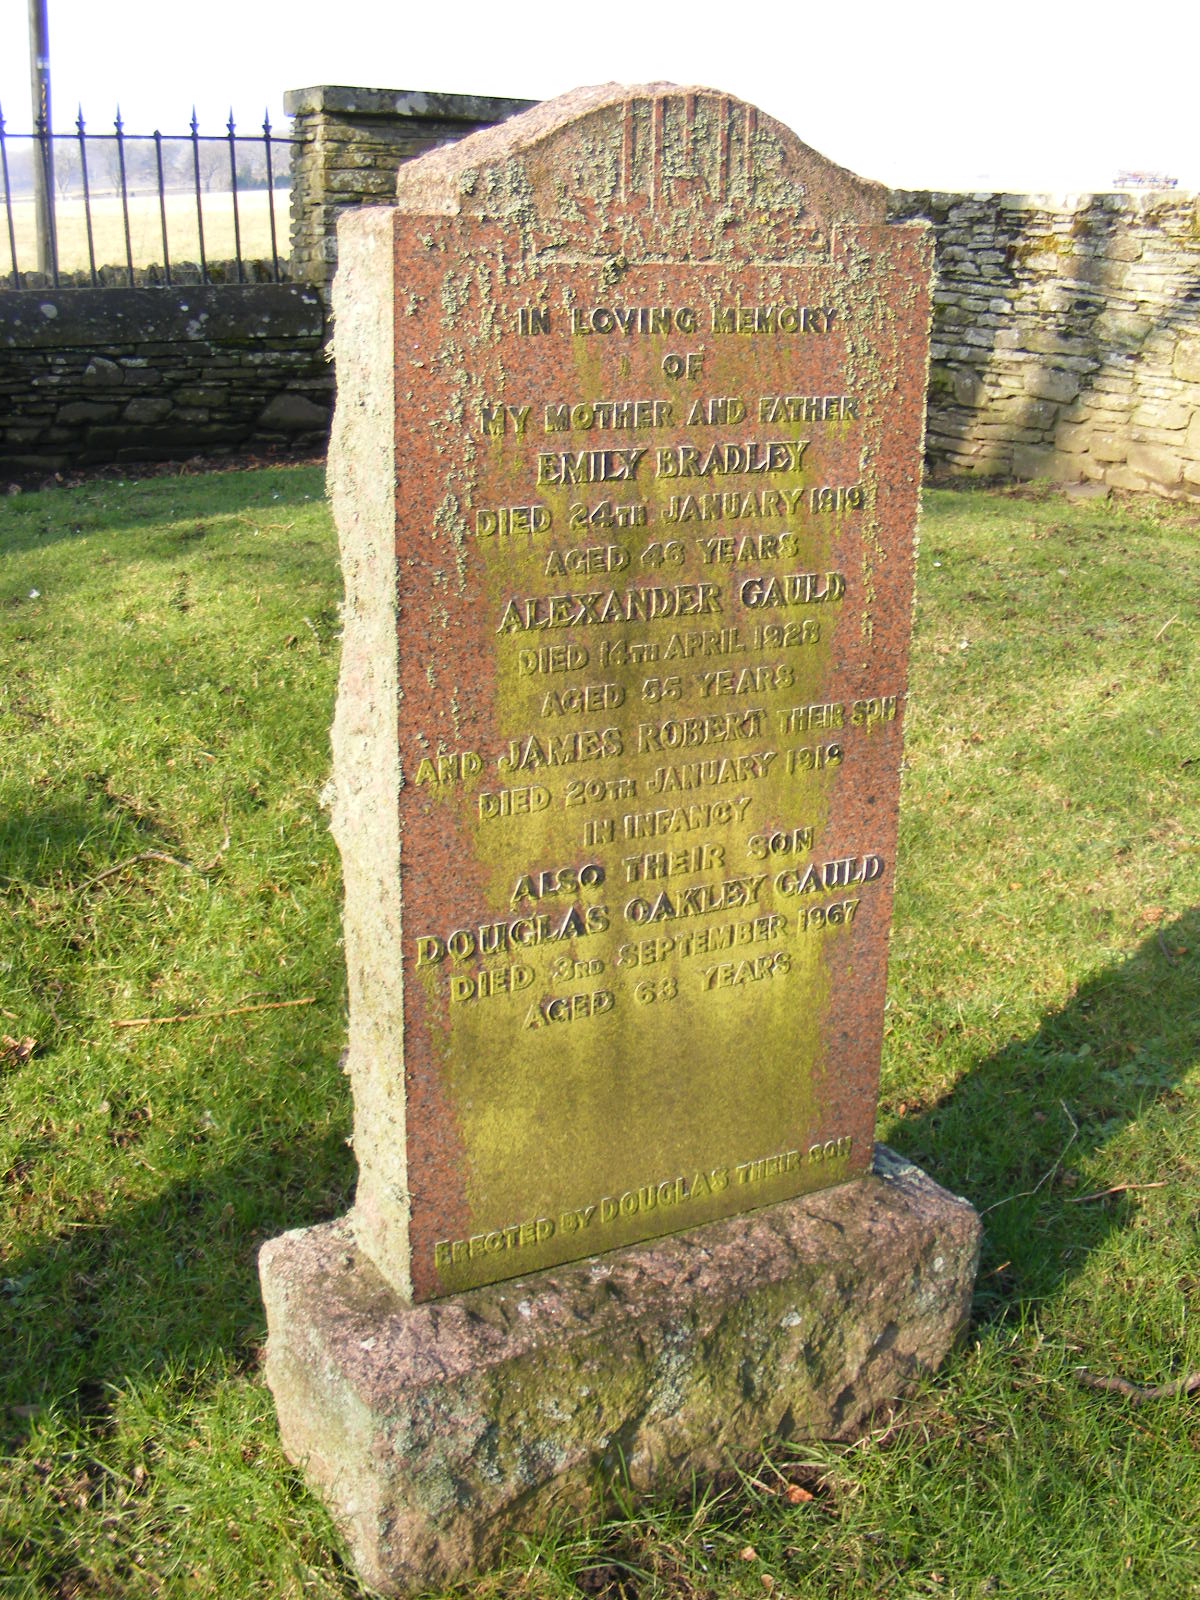 IN LOVING MEMORY
OF
MY MOTHER AND FATHER
EMILY BRADLEY
DIED 24TH JANUARY 1919
AGED 46 YEARS
ALEXANDER GAULD
DIED 14TH APRIL 1928
AGED 55 YEARS
AND JAMES ROBERT THEIR SON
DIED 20TH JANUARY 1919
IN INFANCY
ALSO THEIR SON
DOUGLAS OAKLEY GAULD
DIED 3RD SEPTEMBER 1967
AGED 63 YEARS
ERECTED BY DOUGLAS THEIR SON